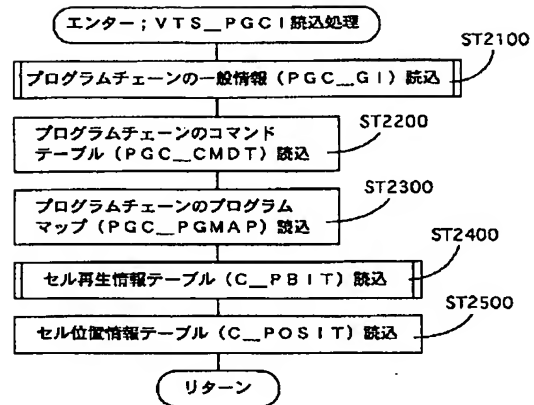 エンター；ＶＴＳ＿ＰＧＣＩ読込処理
ST2100
プログラムチェーンの一般情報（ＰＧＣ＿ＧＩ）読込
プログラムチェーンのコマンド
テーブル（ＰＧＣ＿ＣＭＤＴ）読込
ST2200
プログラムチェーンのプログラム
マップ（ＰＧＣ＿ＰＧＭＡＰ）読込
ST2300
セル再生情報テーブル（Ｃ＿ＰＢＩＴ）読込
ST2400
セル位置情報テーブル（Ｃ＿ＰＯＳＩＴ）読込
ST2500
リターン